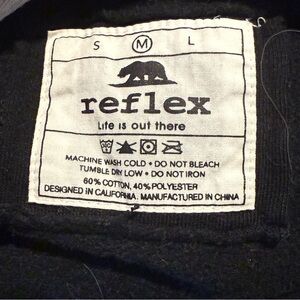 S M L
reflex
Life is out there
MACHINE WASH COLD • DO NOT BLEACH
TUMBLE DRY LOW • DO NOT IRON
60% COTTON, 40% POLYESTER
DESIGNED IN CALIFORNIA. MANUFACTURED IN CHINA